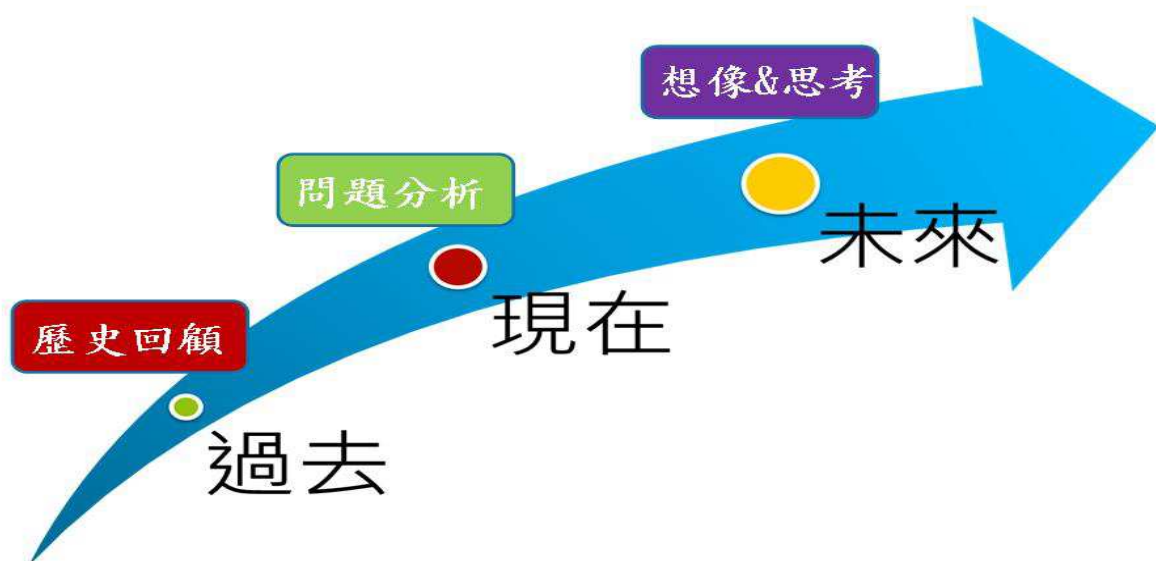 想像&思考
未來
問題分析
現在
歷史回顧
過去